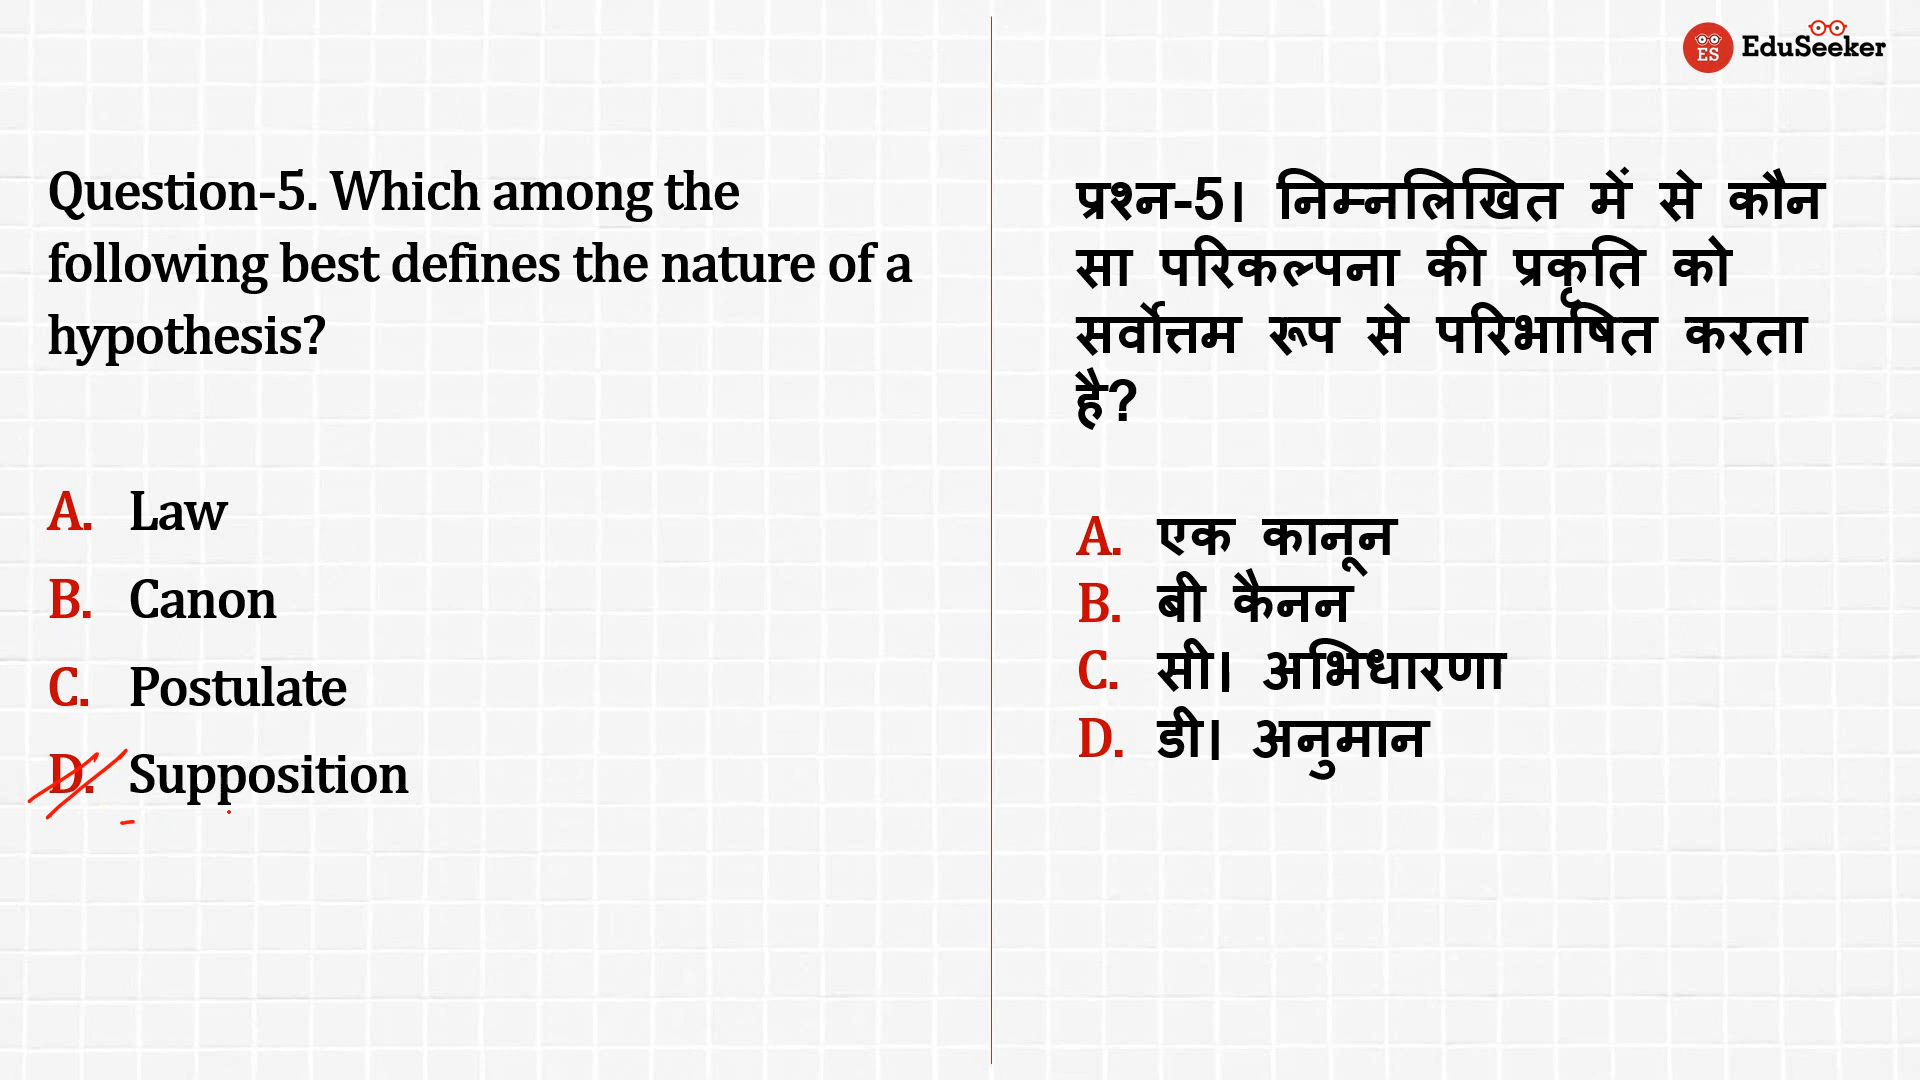 ES EduSeeker
Question-5. Which among the
following best defines the nature of a
hypothesis?
A. Law
B. Canon
C. Postulate
D. Supposition
प्रश्न-5। निम्नलिखित में से कौन
सा परिकल्पना की प्रकृति को
सर्वोत्तम रूप से परिभाषित करता
है?
A. एक कानून
B. बी कैनन
C. सी। अभिधारणा
D. डी। अनुमान